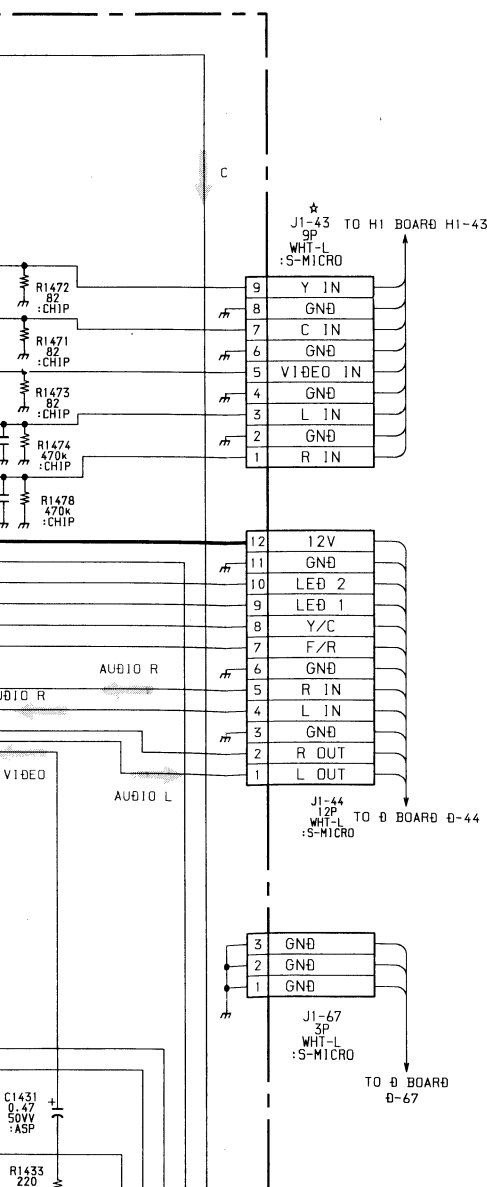 C
☆
J1-43
9P
WHT-L
:S-MICRO
TO H1 BOARD H1-43
R1472
82
:CHIP
R1471
82
:CHIP
R1473
82
:CHIP
R1474
470k
:CHIP
R1478
470k
:CHIP
9 Y IN
8 GND
7 C IN
6 GND
5 VIDEO IN
4 GND
3 L IN
2 GND
1 R IN
12 12V
11 GND
10 LED 2
9 LED 1
8 Y/C
7 F/R
6 GND
5 R IN
4 L IN
3 GND
2 R OUT
1 L OUT
AUDIO R
UDIO R
VIDEO
AUDIO L
J1-44
12P
WHT-L
:S-MICRO
TO D BOARD D-44
3 GND
2 GND
1 GND
J1-67
3P
WHT-L
:S-MICRO
TO D BOARD
D-67
C1431
0.47
50VV
:ASP
+
R1433
220